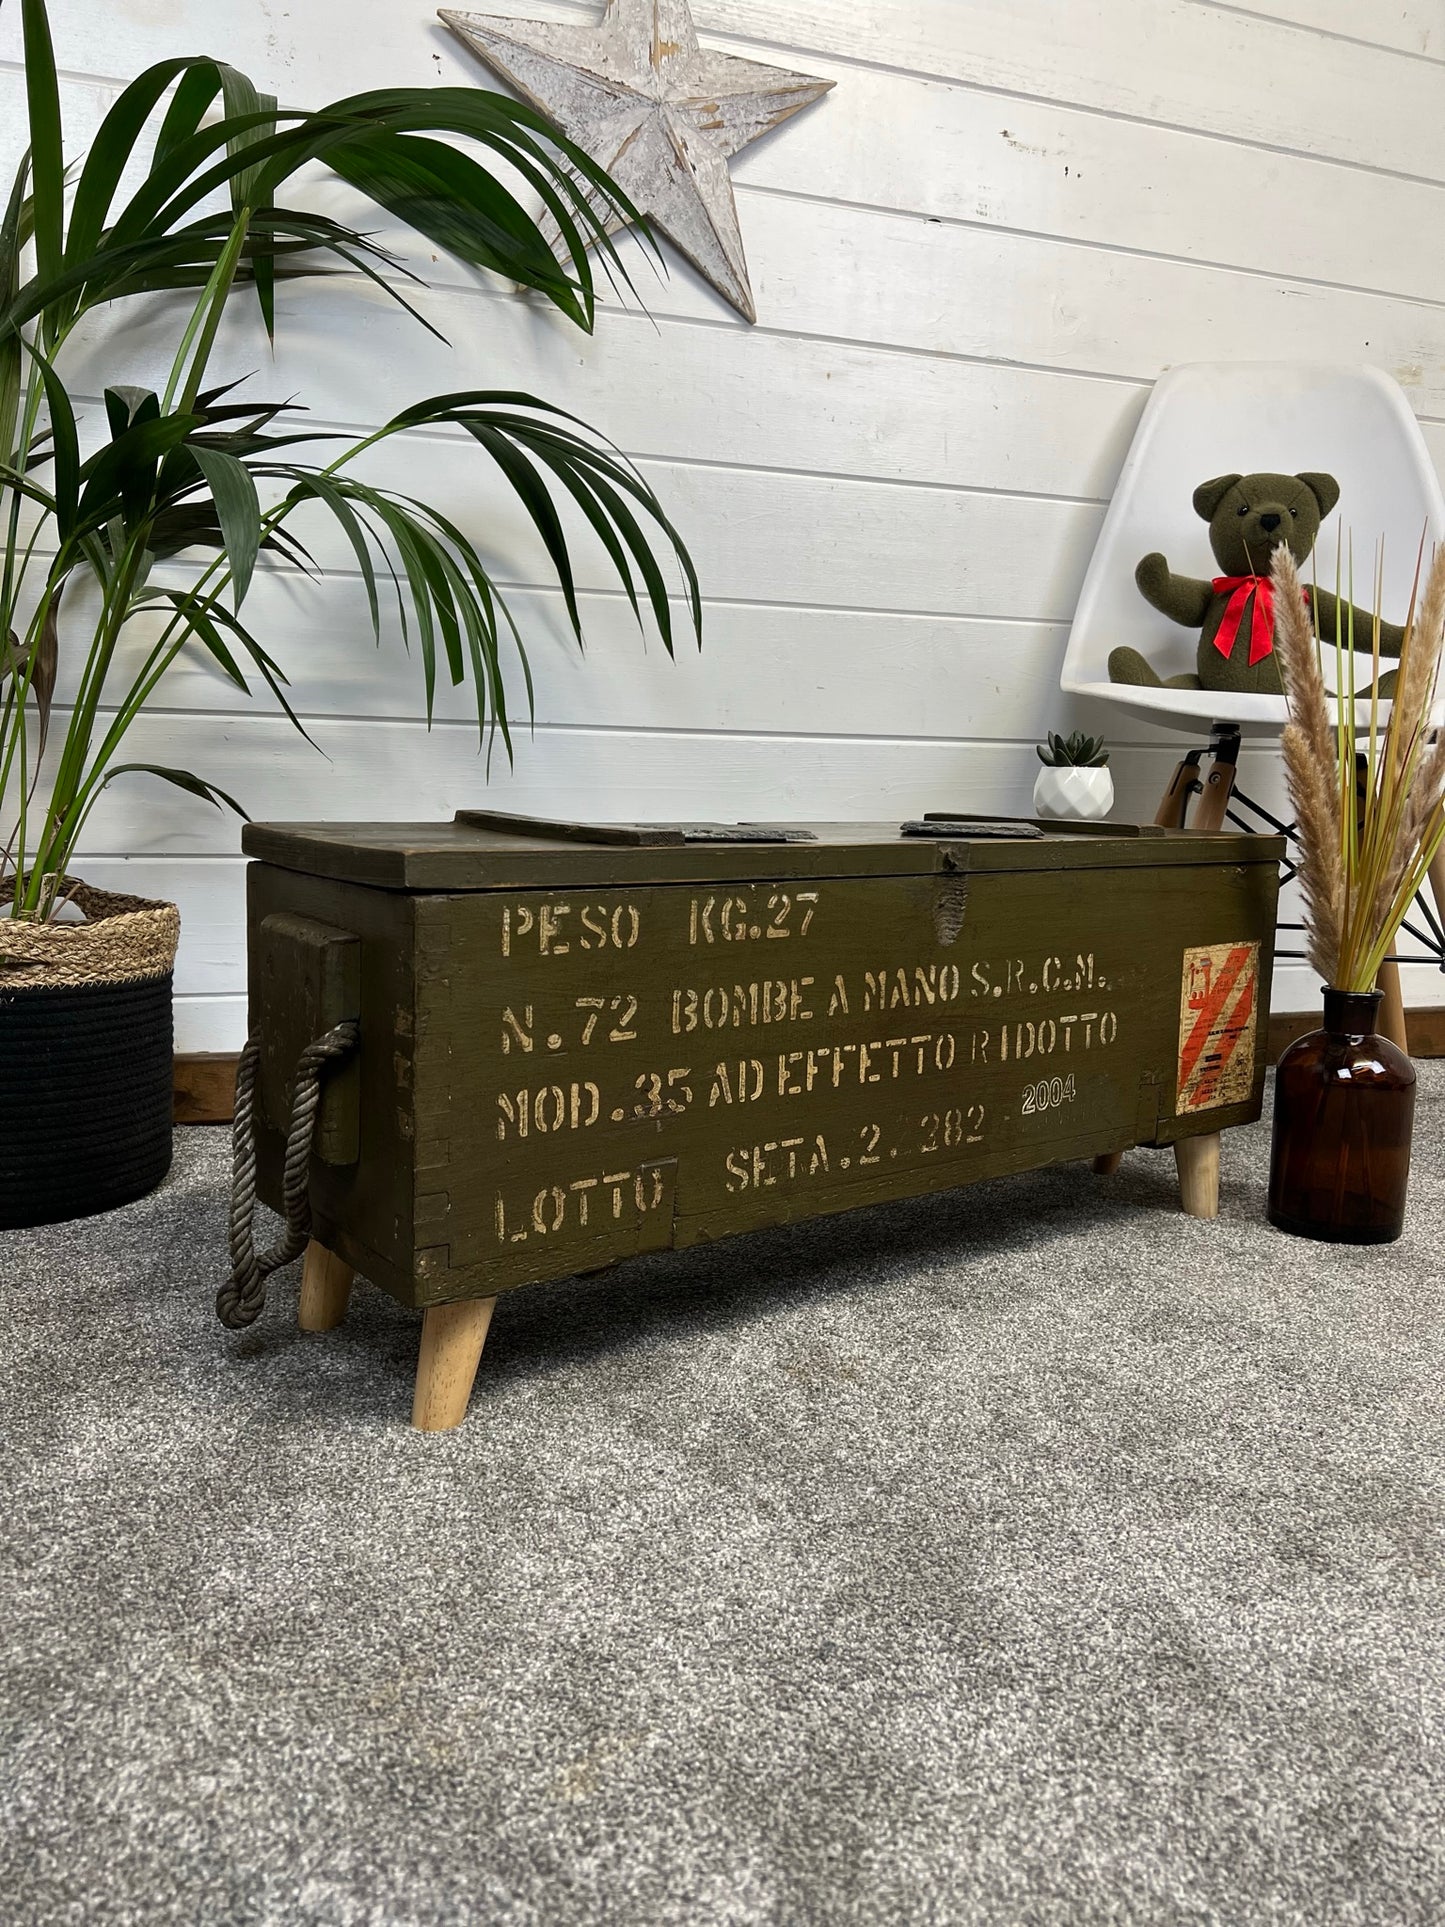 PESO KG.27
N.72 BOMBE A MANO S.R.C.M.
MOD.35 AD EFFETTO RIDOTTO
LOTTO SETA.2.282 2004